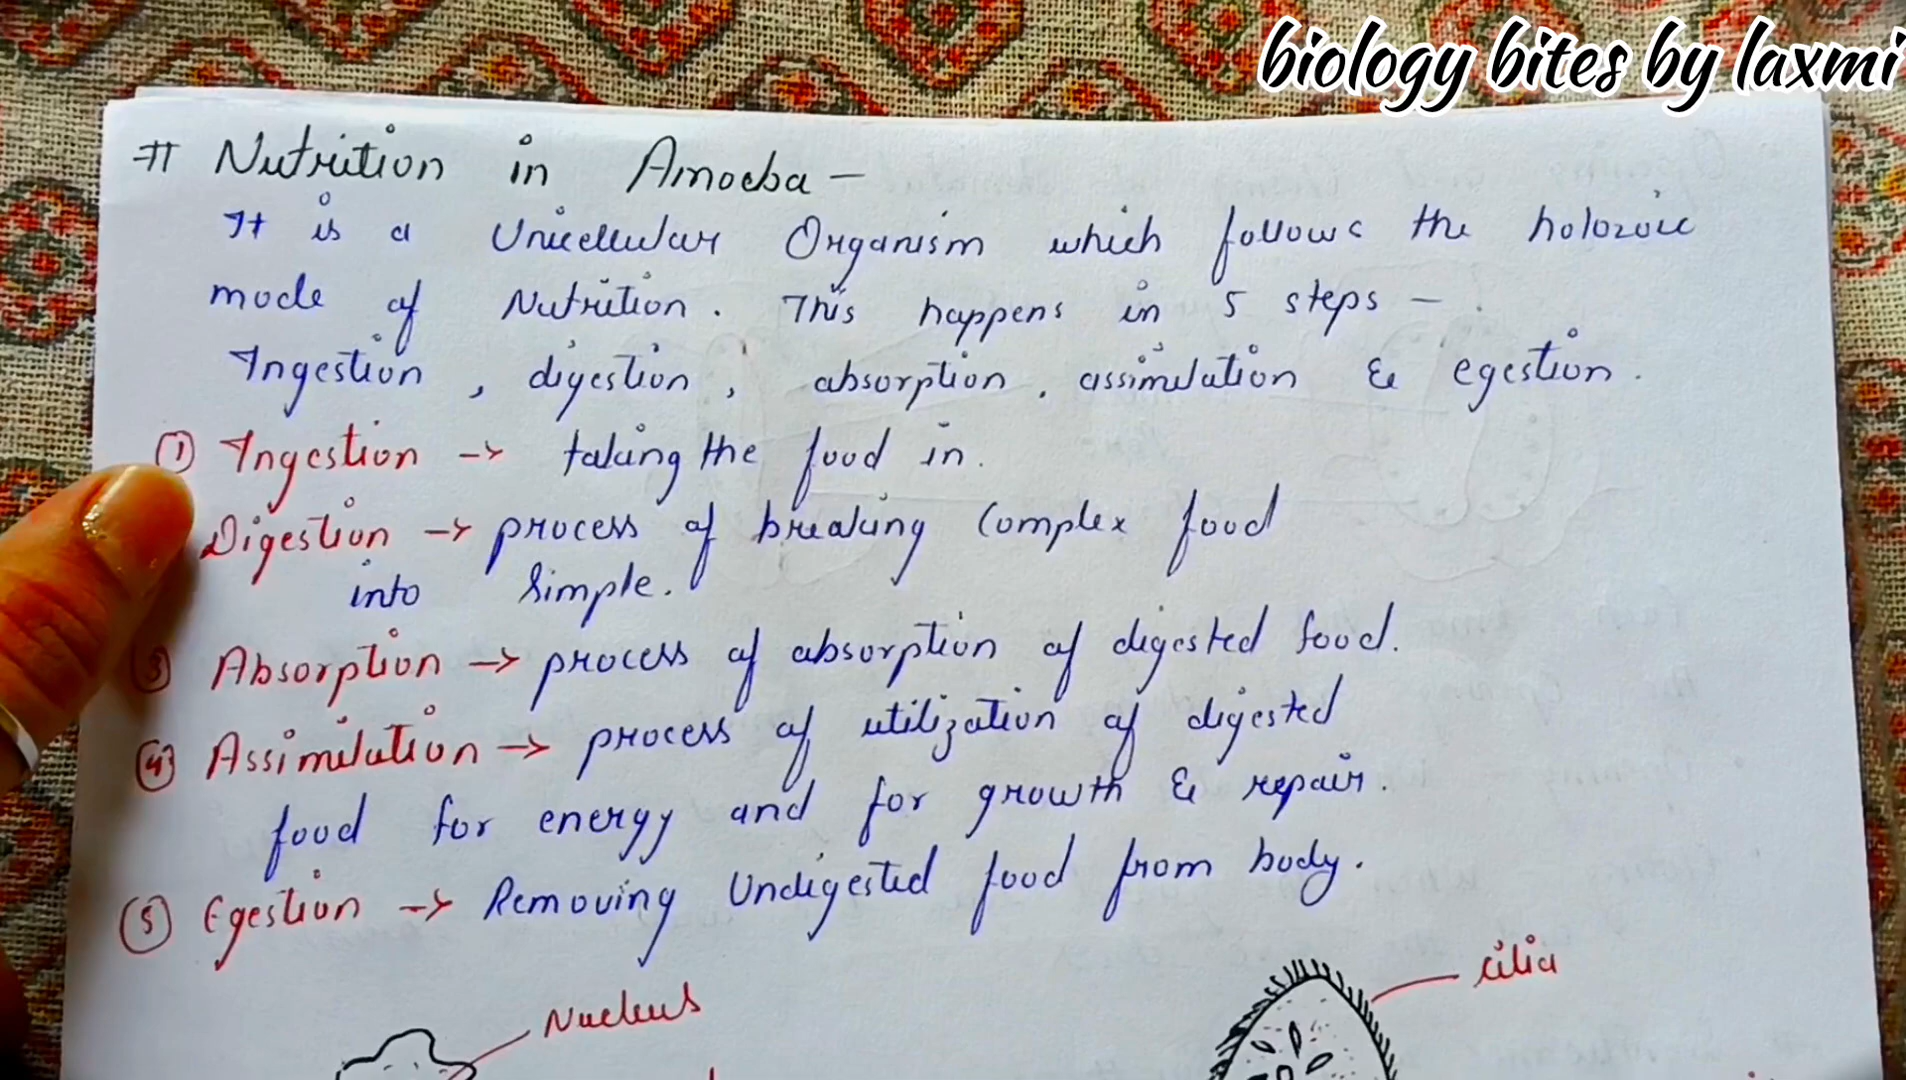 biology bites by laxmi
# Nutrition in Amoeba -
It is a Unicellular Organism which follows the holozoic
mode of Nutrition. This happens in 5 steps -
Ingestion, digestion, absorption, assimilation & egestion.
① Ingestion -> taking the food in.
Digestion -> process of breaking Complex food
into simple.
③ Absorption -> process of absorption of digested food.
④ Assimilation -> process of utilization of digested
food for energy and for growth & repair.
⑤ Egestion -> Removing Undigested food from body.
cilia
Nucleus